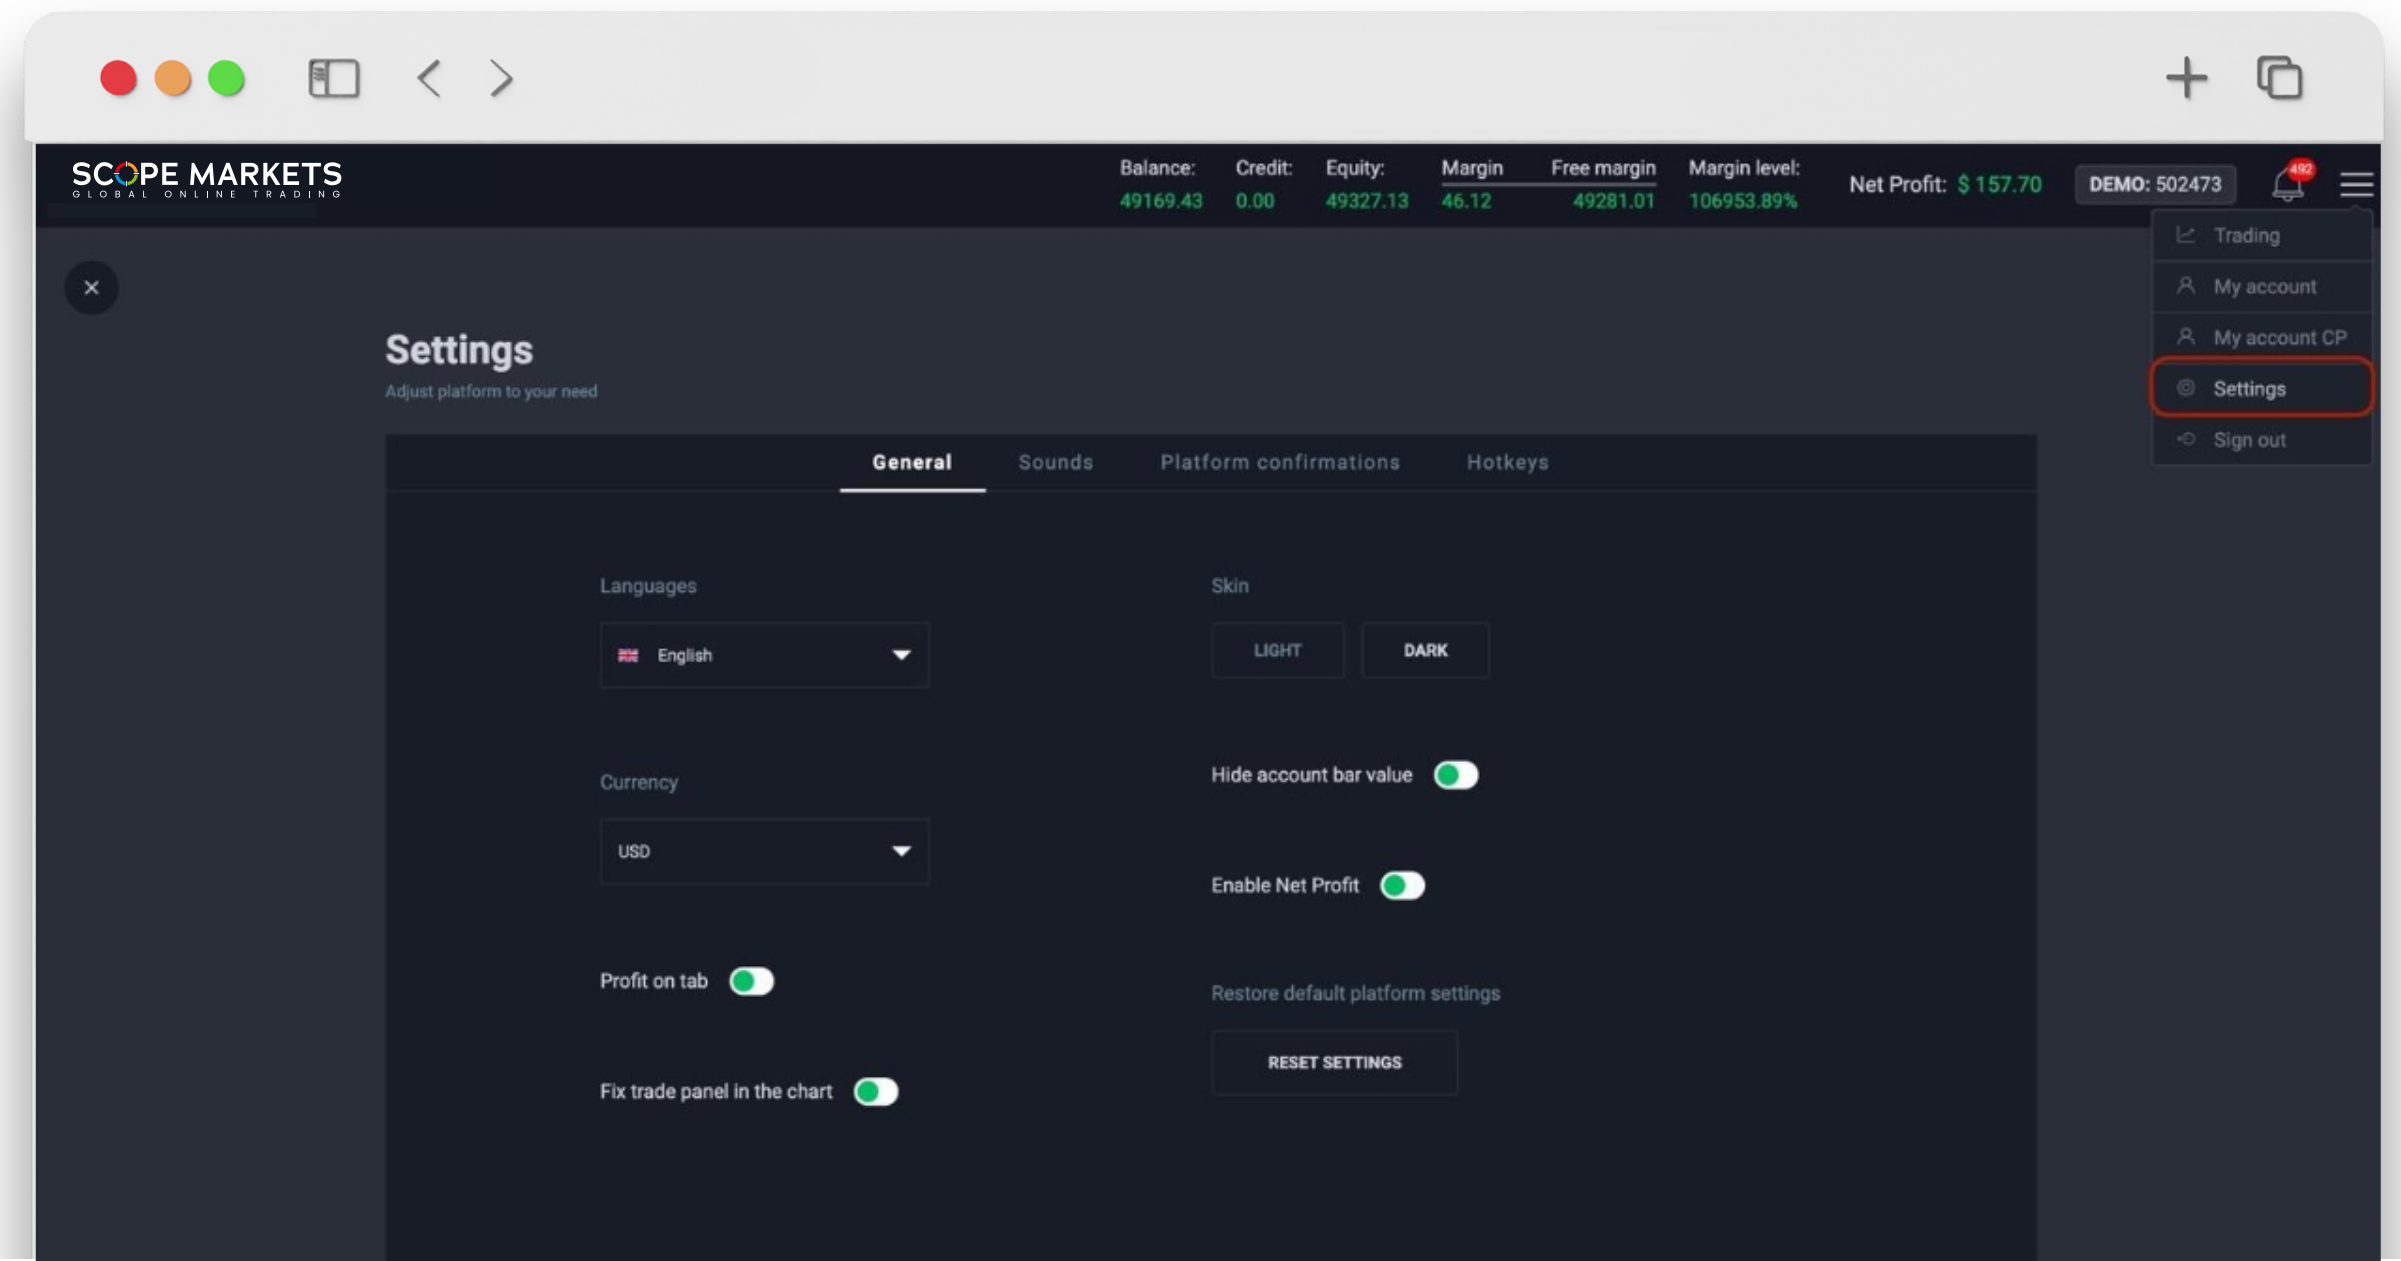 SCOPE MARKETS
GLOBAL ONLINE TRADING
Balance: Credit: Equity: Margin Free margin Margin level:
49169.43 0.00 49327.13 46.12 49281.01 106953.89%
Net Profit: $ 157.70
DEMO: 502473
492
Trading
My account
My account CP
Settings
Sign out
Settings
Adjust platform to your need
General Sounds Platform confirmations Hotkeys
Languages
English
Currency
USD
Profit on tab
Fix trade panel in the chart
Skin
LIGHT DARK
Hide account bar value
Enable Net Profit
Restore default platform settings
RESET SETTINGS